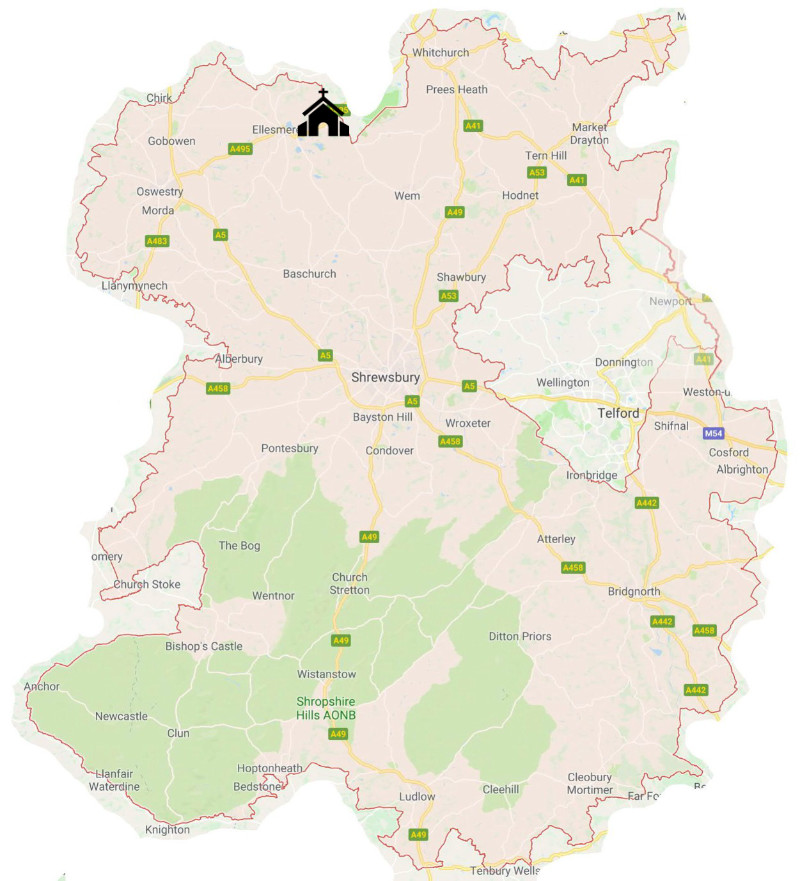 M
Whitchurch
Prees Heath
Chirk
A41
Market
Drayton
Ellesmere
Gobowen
A495
Tern Hill
A53
A41
Oswestry
Wem
Hodnet
Morda
A49
A5
A483
Baschurch
Shawbury
Llanymynech
A53
Newport
Alberbury
A5
A41
Donnington
Shrewsbury
Wellington
A458
A5
Weston-u
A5
Bayston Hill
Wroxeter
Telford
Shifnal
M54
A458
Pontesbury
Condover
Cosford
Albrighton
Ironbridge
A442
The Bog
A49
Atterley
omery
Church Stoke
Church
Stretton
A458
Wentnor
Bridgnorth
A442
A458
Bishop's Castle
A49
Ditton Priors
Wistanstow
Anchor
A442
Shropshire
Hills AONB
Newcastle
Clun
A49
Llanfair
Waterdine
Hoptonheath
Bedstone
Cleobury
Mortimer
Ludlow
Cleehill
Far Fo
Knighton
A49
Tenbury Wells